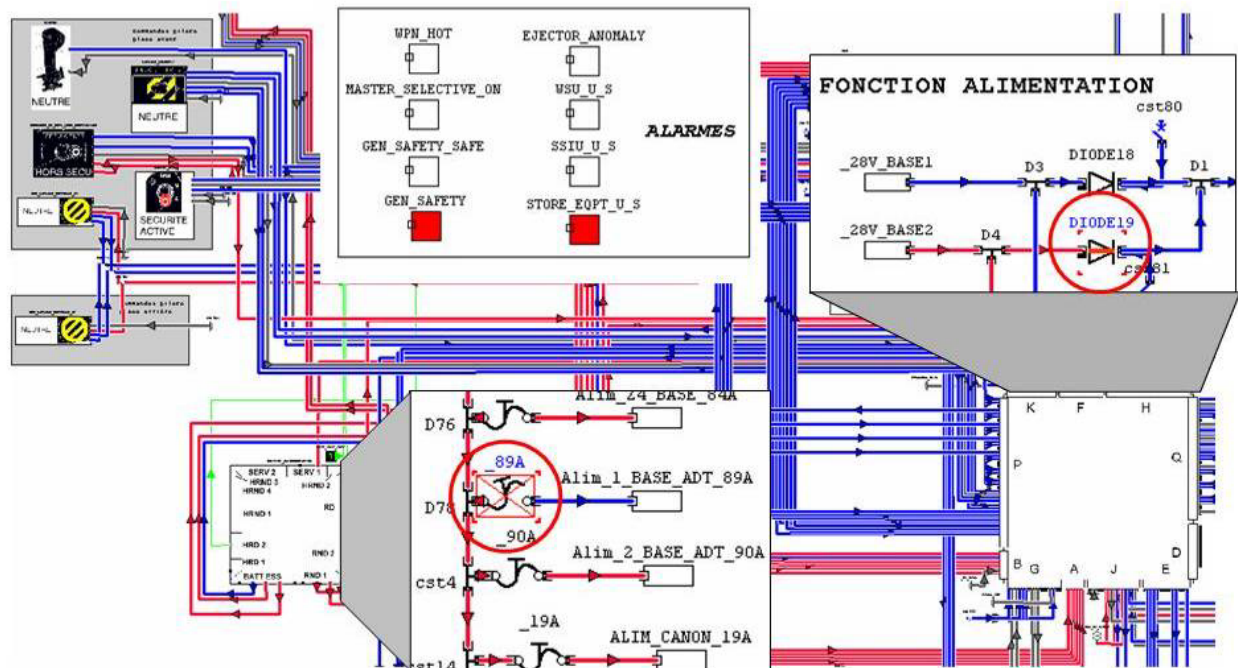 NEUTRE
NEUTRE
HORS SECU
NEUTRE
SECURITE
ACTIVE
NEUTRE
WPN_HOT
EJECTOR_ANOMALY
MASTER_SELECTIVE_ON
WSU_U_S
GEN_SAFETY_SAFE
SSIU_U_S
GEN_SAFETY
STORE_EQPT_U_S
ALARMES
FONCTION ALIMENTATION
cst80
_28V_BASE1
D3
DIODE18
D1
_28V_BASE2
D4
DIODE19
cst81
SERV 2
SERV 1
HRND 3
HRND 2
HRND 4
HRND 1
RD
HRD 2
RND 2
HRD 1
BATT ESS
RND 1
D76
Alim_24_BASE_84A
_89A
Alim_1_BASE_ADT_89A
D78
_90A
Alim_2_BASE_ADT_90A
cst4
_19A
ALIM_CANON_19A
cst14
K
F
H
P
Q
B
G
A
J
E
D